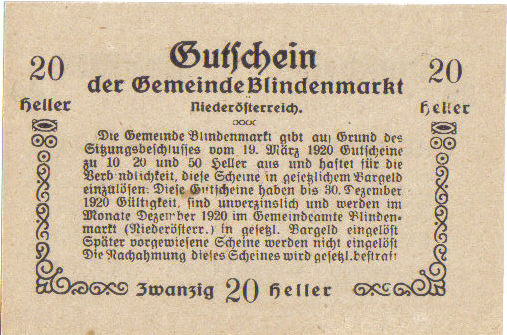 Gutschein
20 der Gemeinde Blindenmarkt 20
Heller Niederösterreich. Heller
Die Gemeinde Blindenmarkt gibt auf Grund des
Sitzungsbeschlusses vom 19. März 1920 Gutscheine
zu 10 20 und 50 Heller aus und haftet für die
Verb ndlichkeit, diese Scheine in gesetzlichem Bargeld
einzulösen. Diese Gutscheine haben bis 30. Dezember
1920 Gültigkeit, sind unverzinslich und werden im
Monate Dezember 1920 im Gemeindeamte Blinden-
markt (Niederösterr.) in gesetzl. Bargeld eingelöst
Später vorgewiesene Scheine werden nicht eingelöst
Die Nachahmung dieses Scheines wird gesetzl. bestraft
Zwanzig 20 Heller